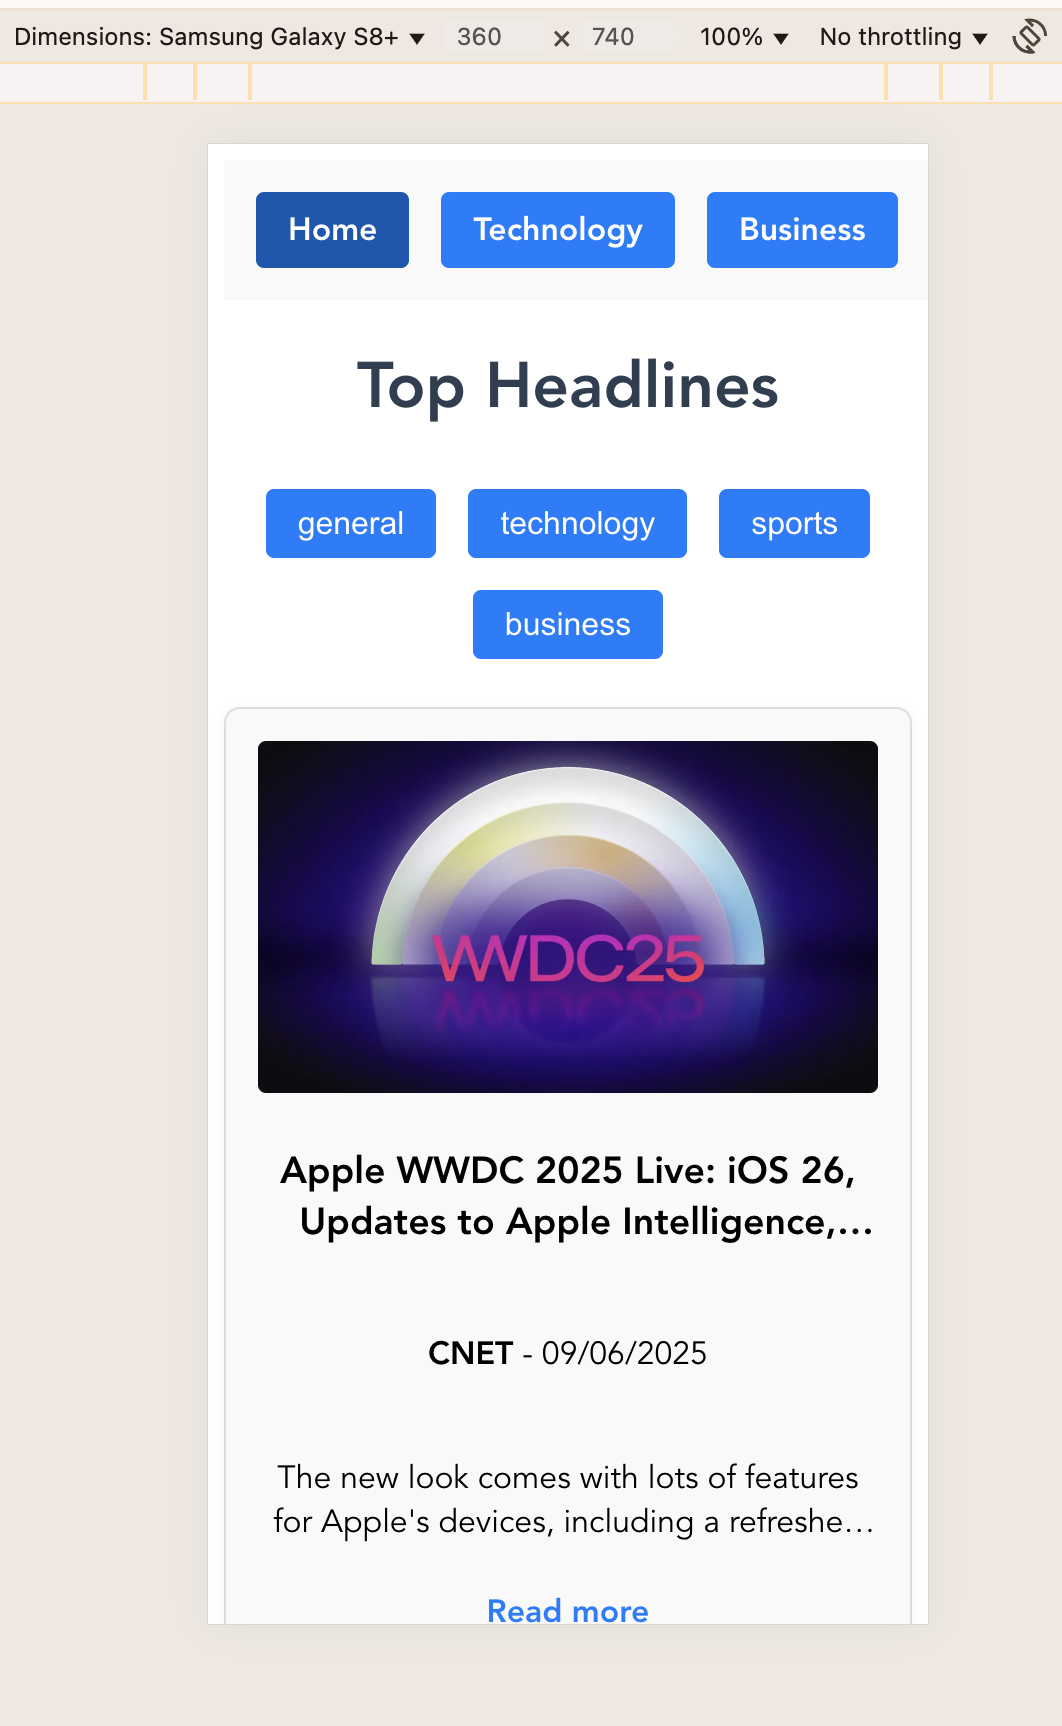 Dimensions: Samsung Galaxy S8+ ▼ 360 × 740 100% ▼ No throttling ▼
Home Technology Business
Top Headlines
general technology sports
business
WWDC25
Apple WWDC 2025 Live: iOS 26,
Updates to Apple Intelligence,...
CNET - 09/06/2025
The new look comes with lots of features
for Apple's devices, including a refreshe...
Read more